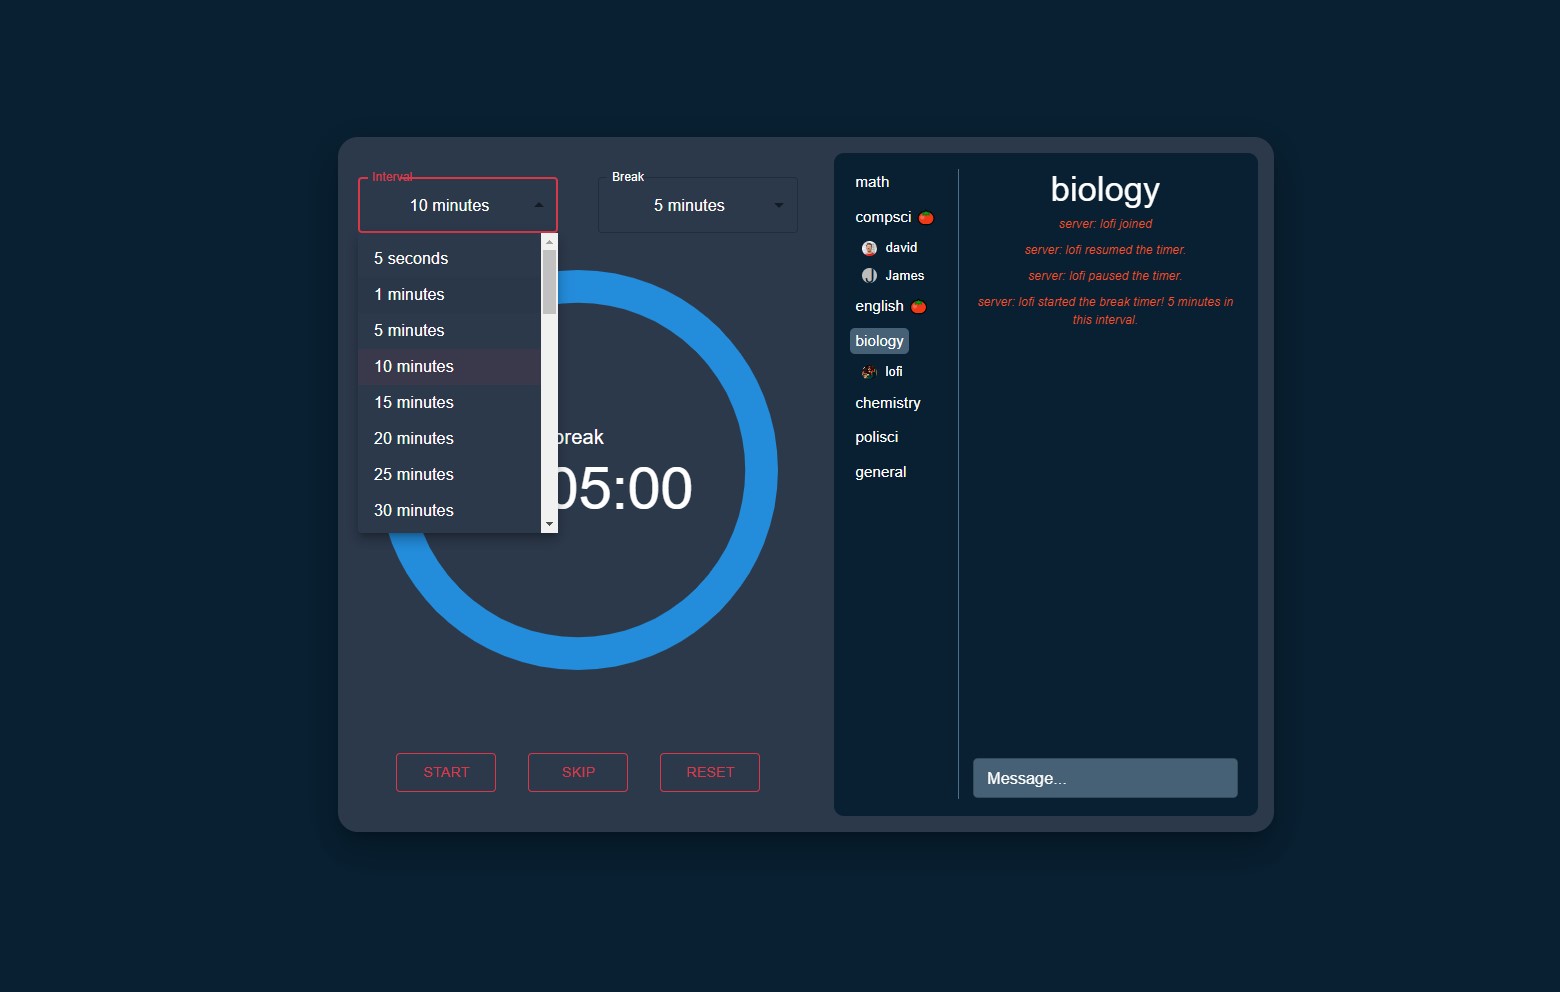 Interval
10 minutes
Break
5 minutes
5 seconds
1 minutes
5 minutes
10 minutes
15 minutes
20 minutes
25 minutes
30 minutes
break
05:00
START
SKIP
RESET
math
compsci
david
J James
english
biology
lofi
chemistry
polisci
general
biology
server: lofi joined
server: lofi resumed the timer.
server: lofi paused the timer.
server: lofi started the break timer! 5 minutes in
this interval.
Message...